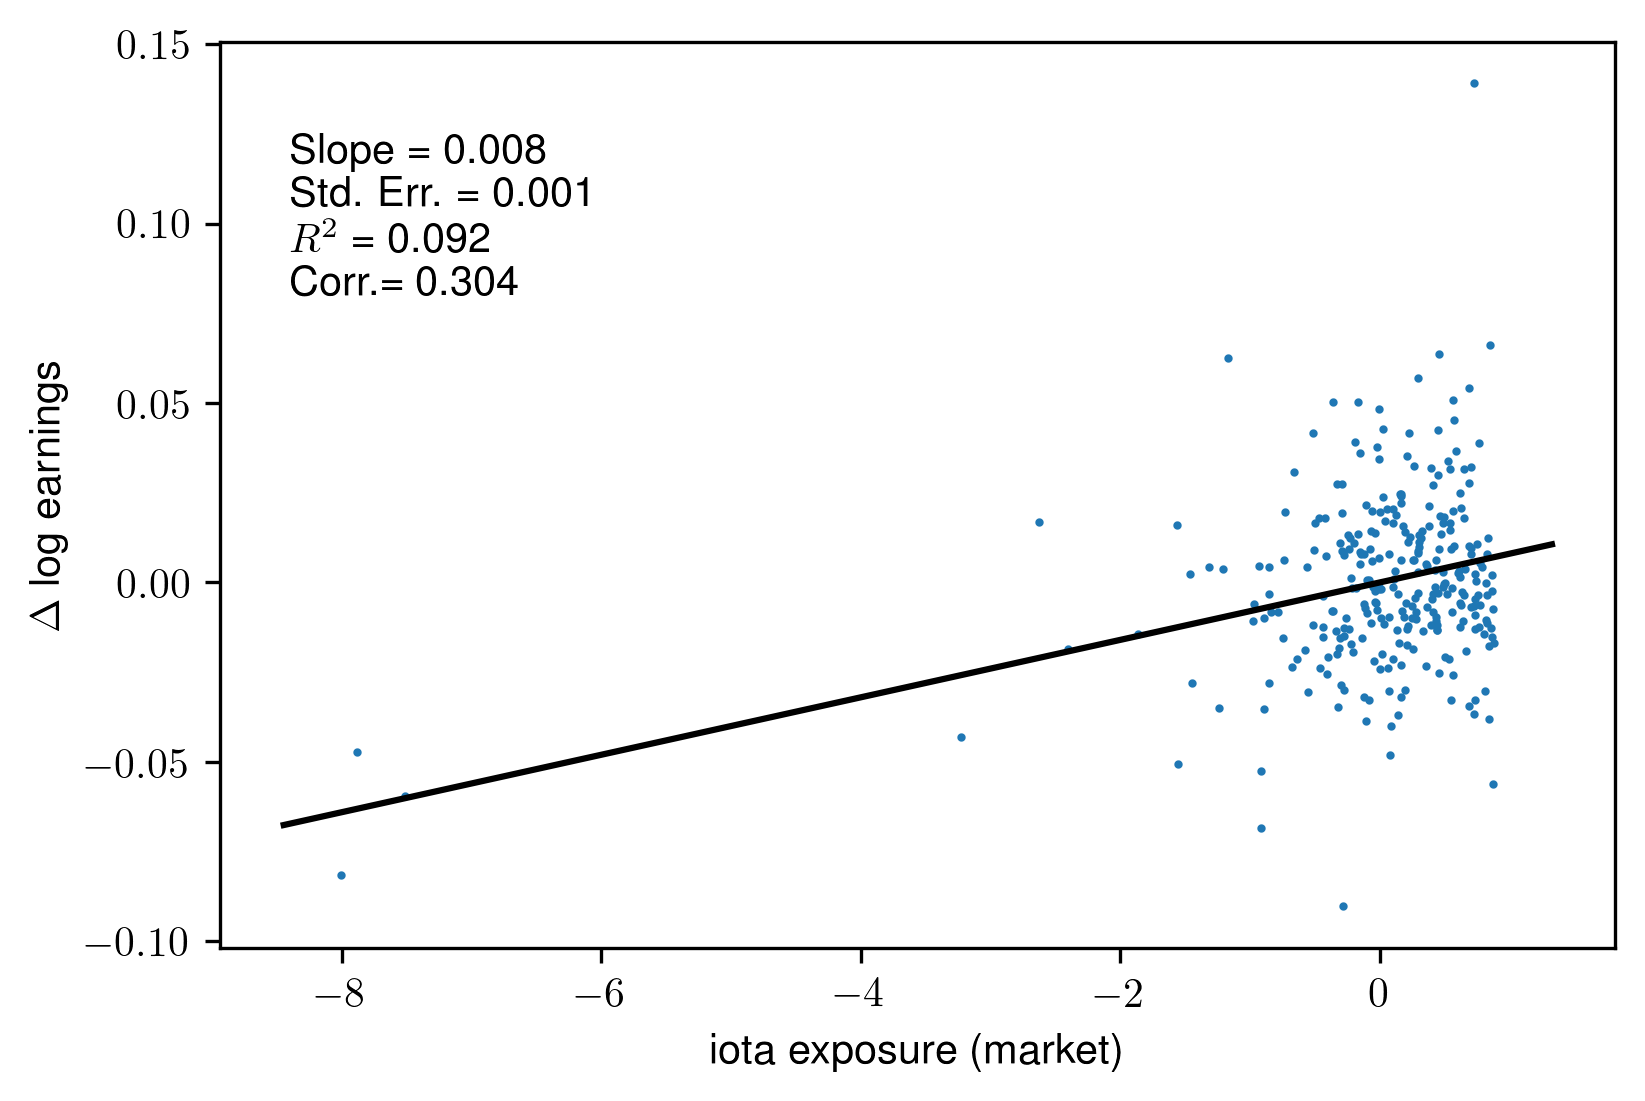 0.15
Slope = 0.008
Std. Err. = 0.001
R² = 0.092
Corr.= 0.304
0.10
0.05
0.00
−0.05
−0.10
Δ log earnings
−8 −6 −4 −2 0
iota exposure (market)